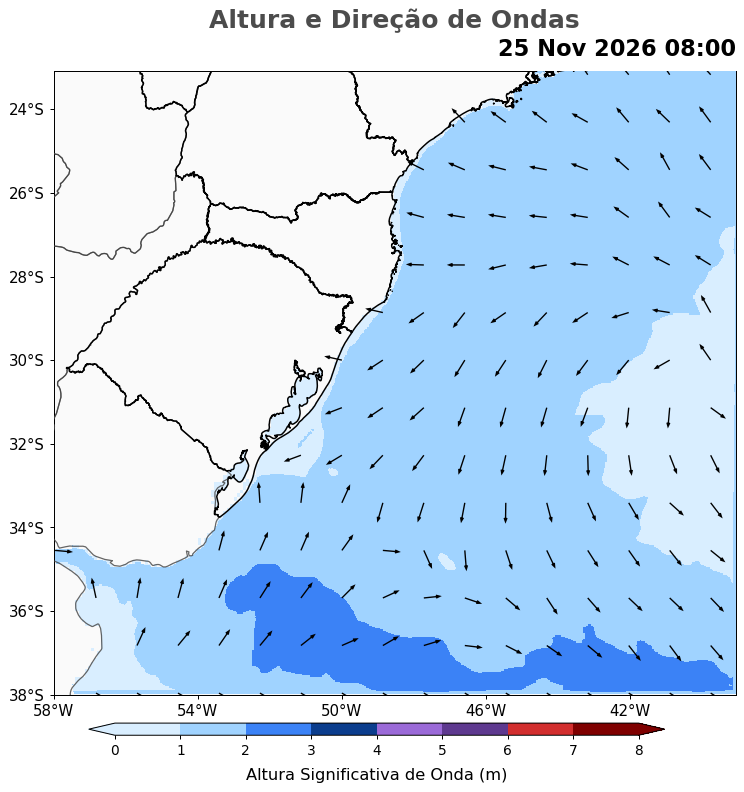 Altura e Direção de Ondas
25 Nov 2026 08:00
24°S
26°S
28°S
30°S
32°S
34°S
36°S
38°S
58°W 54°W 50°W 46°W 42°W
0 1 2 3 4 5 6 7 8
Altura Significativa de Onda (m)